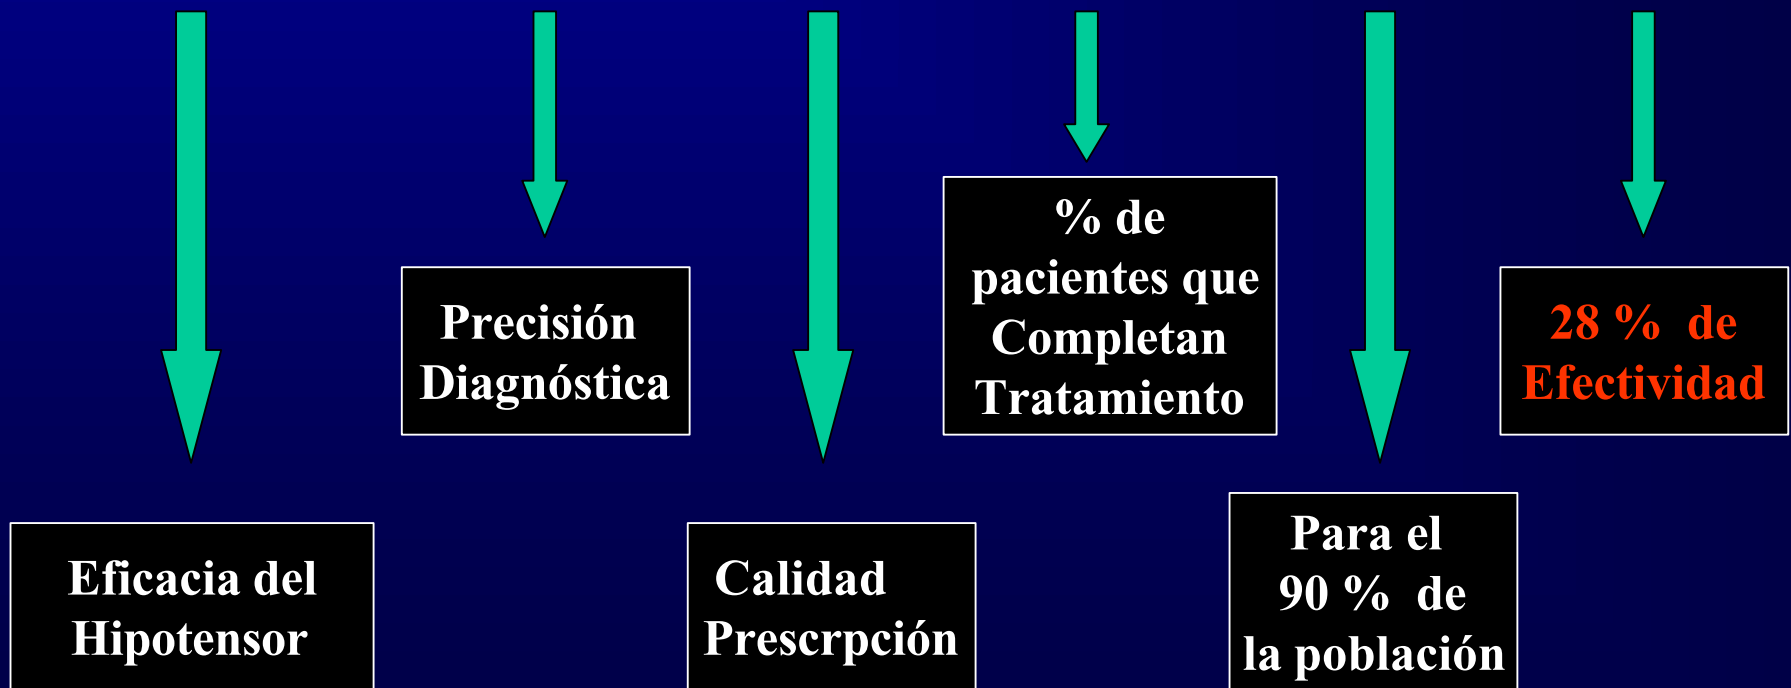 Eficacia del
Hipotensor
Precisión
Diagnóstica
Calidad
Prescrpción
% de
pacientes que
Completan
Tratamiento
Para el
90 % de
la población
28 % de
Efectividad